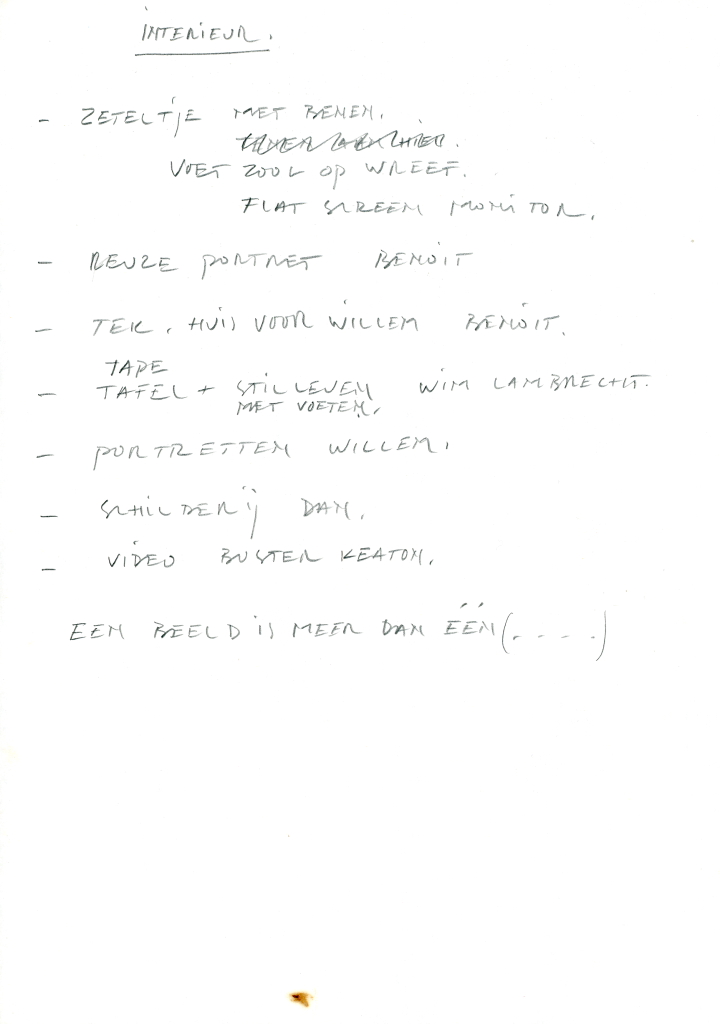 INTERIEUR.
- ZETELTJE MET BENEN.
VOET ZOOL OP WREEF.
FLAT SCREEN MONITOR.
- REUZE PORTRET BENOIT
- TEK. HUIS VOOR WILLEM BENOIT.
TAPE
- TAFEL + STILLEVEN WIM LAMBRECHT.
MET VOETEN.
- PORTRETTEN WILLEM.
- SCHILDERIJ DAN.
- VIDEO BUSTER KEATON.
EEN BEELD IS MEER DAN ÉÉN (. - - .)